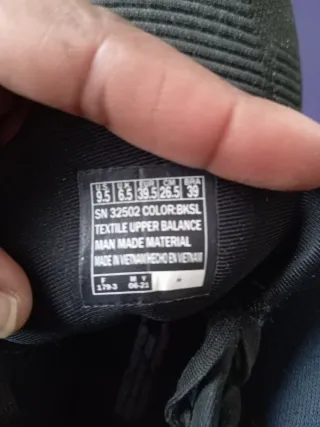 U.S. U.K. EUR CM BRA
9.5 6.5 39.5 26.5 39
SN 32502 COLOR:BKSL
TEXTILE UPPER BALANCE
MAN MADE MATERIAL
MADE IN VIETNAM/HECHO EN VIETNAM
F M Y
179-3 06-21